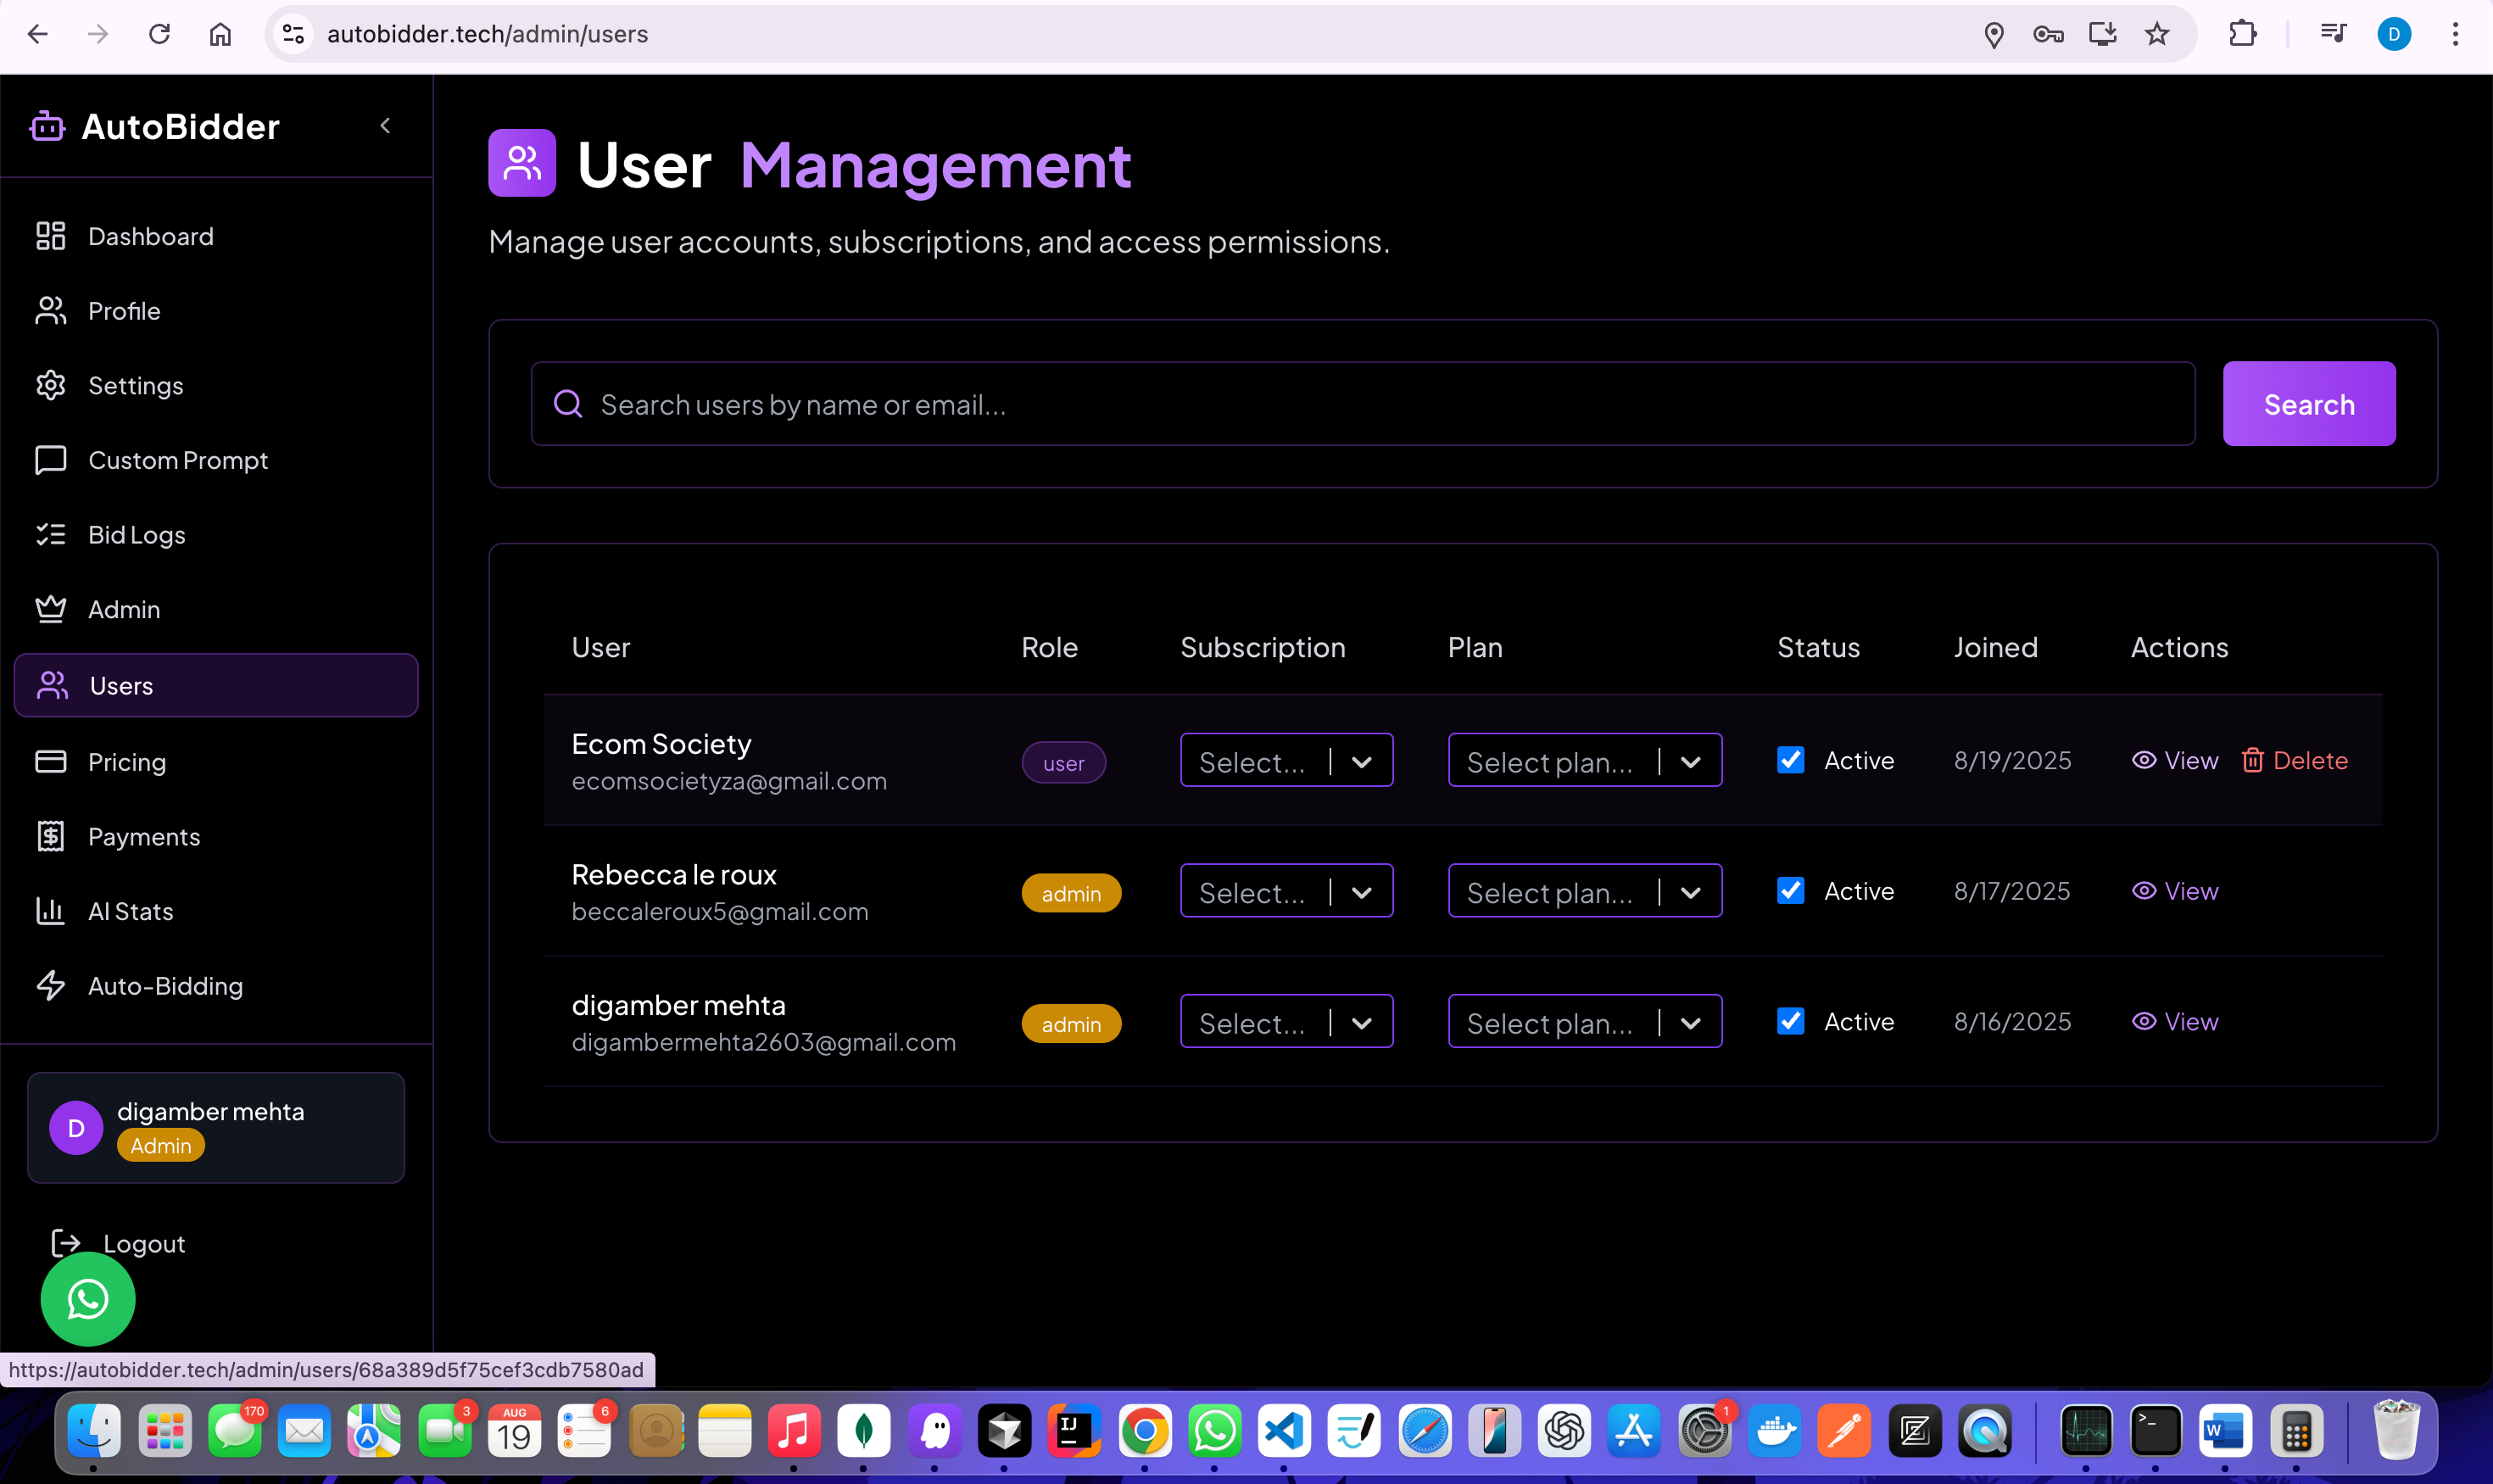 autobidder.tech/admin/users
D
AutoBidder
Dashboard
Profile
Settings
Custom Prompt
Bid Logs
Admin
Users
Pricing
Payments
AI Stats
Auto-Bidding
D
digamber mehta
Admin
Logout
User Management
Manage user accounts, subscriptions, and access permissions.
Search users by name or email...
Search
User Role Subscription Plan Status Joined Actions
Ecom Society
ecomsocietyza@gmail.com
user Select... Select plan... Active 8/19/2025 View Delete
Rebecca le roux
beccaleroux5@gmail.com
admin Select... Select plan... Active 8/17/2025 View
digamber mehta
digambermehta2603@gmail.com
admin Select... Select plan... Active 8/16/2025 View
https://autobidder.tech/admin/users/68a389d5f75cef3cdb7580ad
170
3
AUG
19
6
IJ
1
>_
W